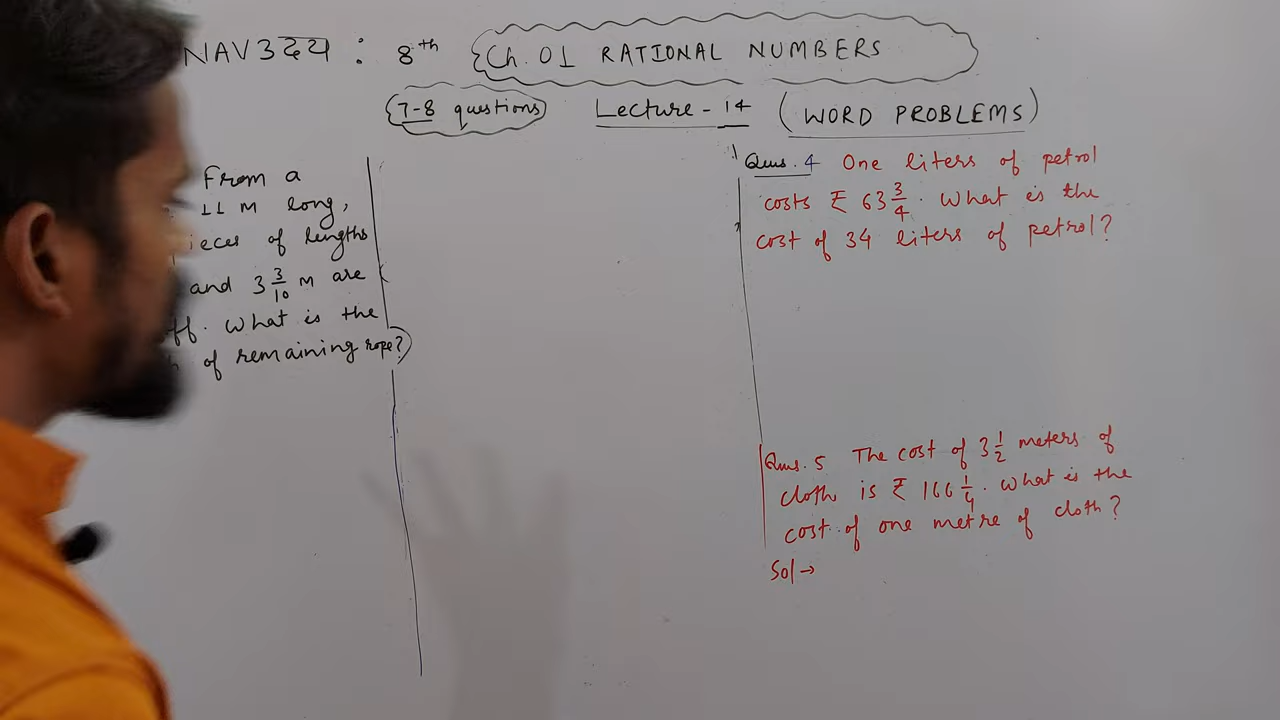 NAV324 : 8th Ch. 01 RATIONAL NUMBERS
7-8 questions Lecture - 14 (WORD PROBLEMS)
From a
11 m long,
ieces of lengths
and 3 3/10 m are
off. What is the
of remaining rope?
Ques. 4 One liters of petrol
costs ₹ 63 3/4. What is the
cost of 34 liters of petrol?
Ques. 5 The cost of 3 1/2 meters of
cloth is ₹ 166 1/4. What is the
cost of one metre of cloth?
Sol →